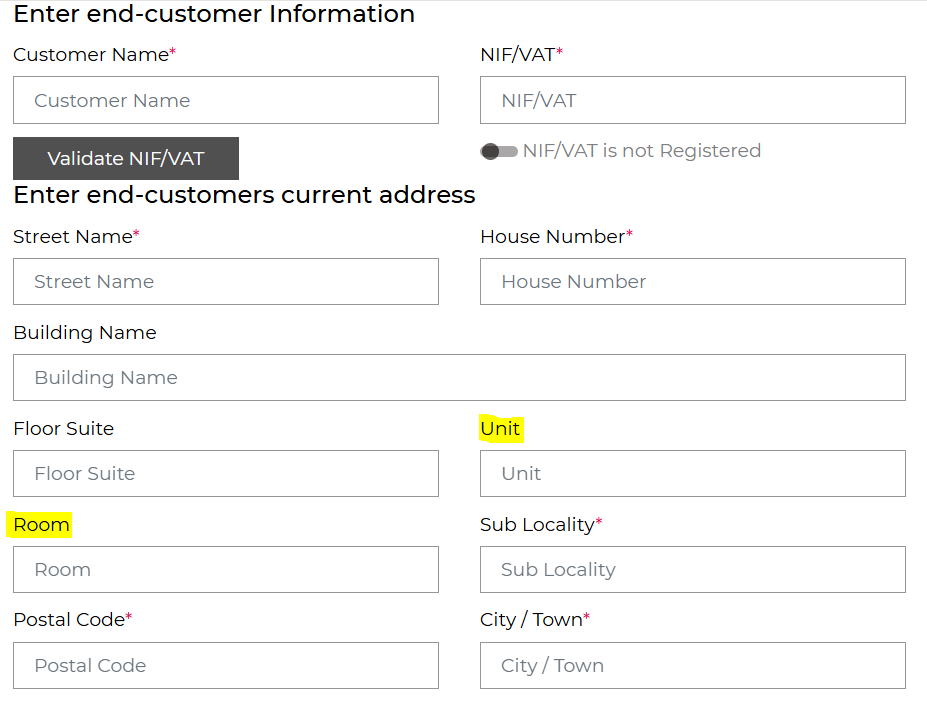 Enter end-customer Information
Customer Name* NIF/VAT*
Customer Name NIF/VAT
Validate NIF/VAT NIF/VAT is not Registered
Enter end-customers current address
Street Name* House Number*
Street Name House Number
Building Name
Building Name
Floor Suite Unit
Floor Suite Unit
Room Sub Locality*
Room Sub Locality
Postal Code* City / Town*
Postal Code City / Town